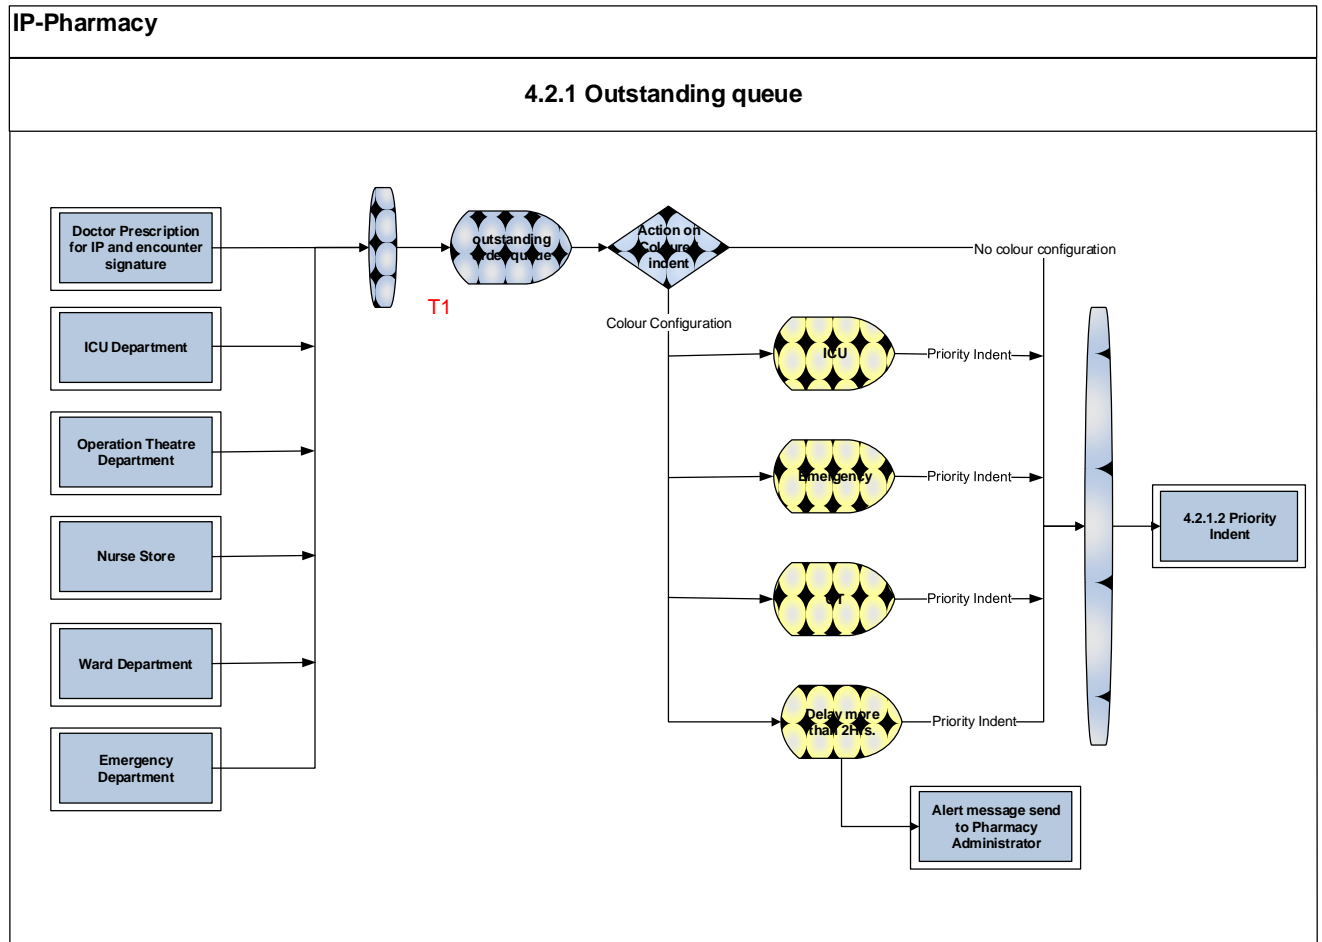 IP-Pharmacy
4.2.1 Outstanding queue
Doctor Prescription
for IP and encounter
signature
ICU Department
Operation Theatre
Department
Nurse Store
Ward Department
Emergency
Department
T1
outstanding
order queue
Action on
Coloured
indent
No colour configuration
Colour Configuration
ICU
Priority Indent
Emergency
Priority Indent
OT
Priority Indent
Delay more
than 2Hrs.
Priority Indent
4.2.1.2 Priority
Indent
Alert message send
to Pharmacy
Administrator